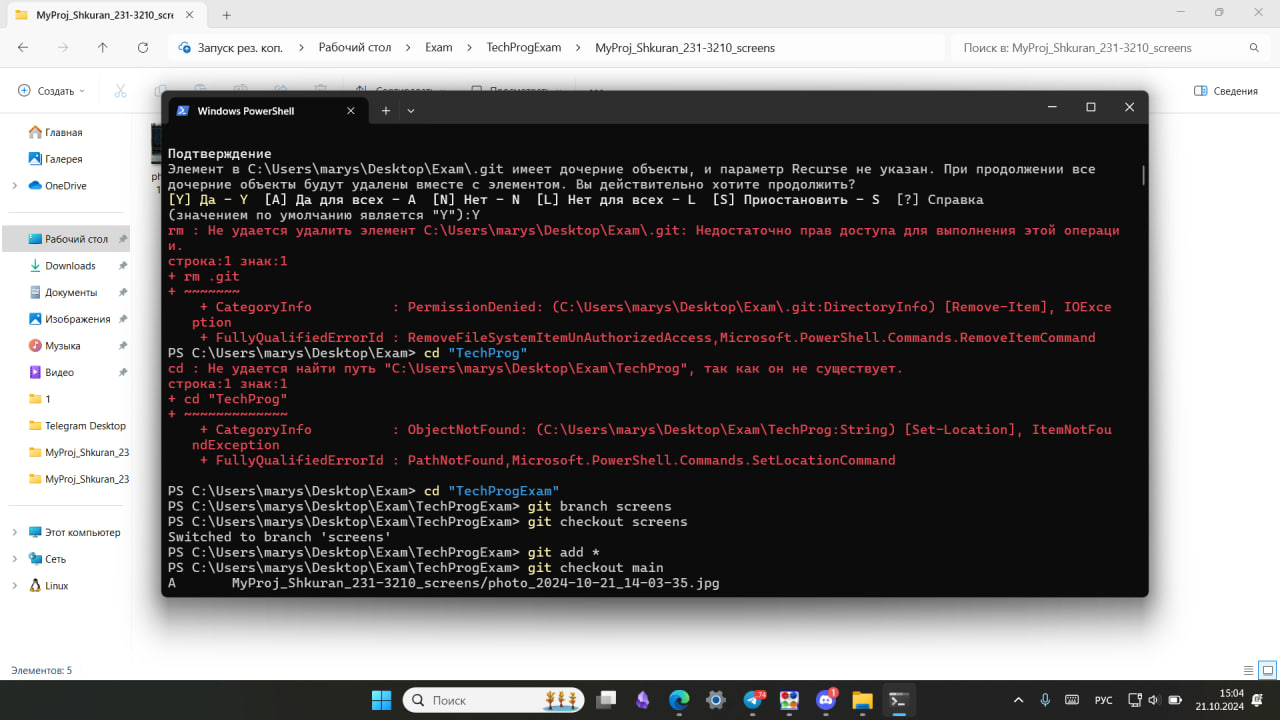 MyProj_Shkuran_231-3210_scre
Запуск рез. коп. > Рабочий стол > Exam > TechProgExam > MyProj_Shkuran_231-3210_screens
Поиск в: MyProj_Shkuran_231-3210_screens
Создать
Сведения
Главная
Галерея
OneDrive
Рабочий стол
Downloads
Документы
Изображения
Музыка
Видео
1
Telegram Desktop
MyProj_Shkuran_23
MyProj_Shkuran_23
Этот компьютер
Сеть
Linux
Элементов: 5
Windows PowerShell
Подтверждение
Элемент в C:\Users\marys\Desktop\Exam\.git имеет дочерние объекты, и параметр Recurse не указан. При продолжении все
дочерние объекты будут удалены вместе с элементом. Вы действительно хотите продолжить?
[Y] Да - Y  [A] Да для всех - A  [N] Нет - N  [L] Нет для всех - L  [S] Приостановить - S  [?] Справка
(значением по умолчанию является "Y"):Y
rm : Не удается удалить элемент C:\Users\marys\Desktop\Exam\.git: Недостаточно прав доступа для выполнения этой операци
и.
строка:1 знак:1
+ rm .git
+ ~~~~~~~
    + CategoryInfo          : PermissionDenied: (C:\Users\marys\Desktop\Exam\.git:DirectoryInfo) [Remove-Item], IOExce
   ption
    + FullyQualifiedErrorId : RemoveFileSystemItemUnAuthorizedAccess,Microsoft.PowerShell.Commands.RemoveItemCommand
PS C:\Users\marys\Desktop\Exam> cd "TechProg"
cd : Не удается найти путь "C:\Users\marys\Desktop\Exam\TechProg", так как он не существует.
строка:1 знак:1
+ cd "TechProg"
+ ~~~~~~~~~~~~~
    + CategoryInfo          : ObjectNotFound: (C:\Users\marys\Desktop\Exam\TechProg:String) [Set-Location], ItemNotFou
   ndException
    + FullyQualifiedErrorId : PathNotFound,Microsoft.PowerShell.Commands.SetLocationCommand
PS C:\Users\marys\Desktop\Exam> cd "TechProgExam"
PS C:\Users\marys\Desktop\Exam\TechProgExam> git branch screens
PS C:\Users\marys\Desktop\Exam\TechProgExam> git checkout screens
Switched to branch 'screens'
PS C:\Users\marys\Desktop\Exam\TechProgExam> git add *
PS C:\Users\marys\Desktop\Exam\TechProgExam> git checkout main
A       MyProj_Shkuran_231-3210_screens/photo_2024-10-21_14-03-35.jpg
Поиск
74
1
РУС
15:04
21.10.2024